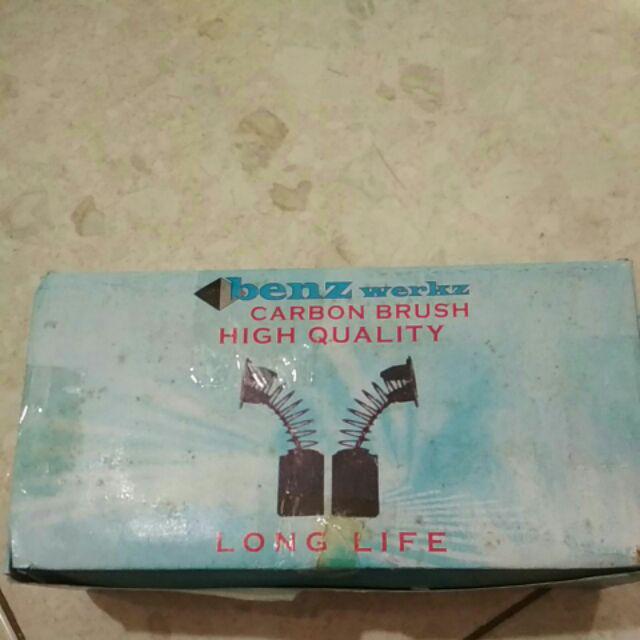 benz werkz
CARBON BRUSH
HIGH QUALITY
LONG LIFE